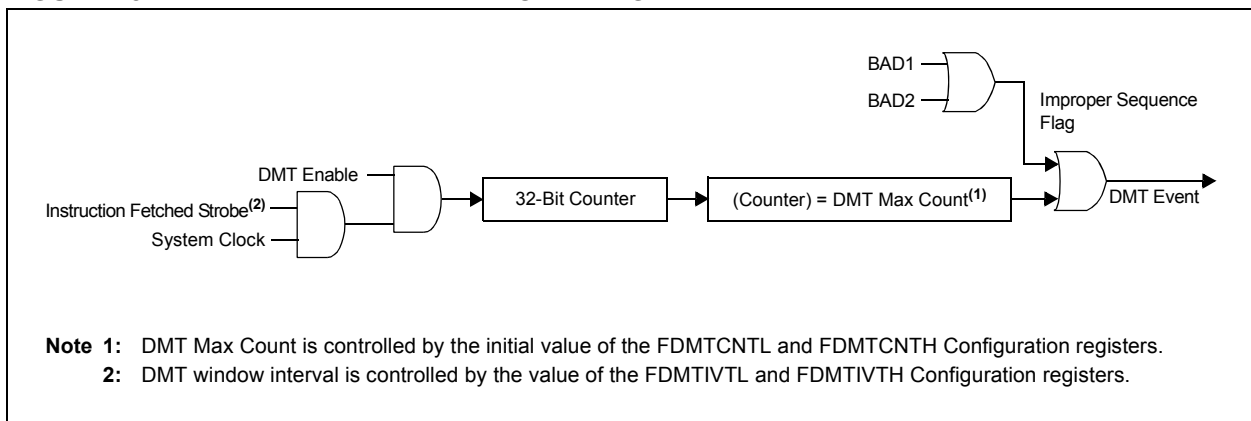 BAD1
BAD2
Improper Sequence
Flag
DMT Enable
Instruction Fetched Strobe(2)
System Clock
32-Bit Counter
(Counter) = DMT Max Count(1)
DMT Event
Note 1: DMT Max Count is controlled by the initial value of the FDMTCNTL and FDMTCNTH Configuration registers.
2: DMT window interval is controlled by the value of the FDMTIVTL and FDMTIVTH Configuration registers.